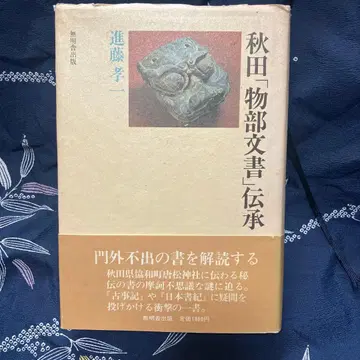 秋田「物部文書」伝承
進藤孝一
無明舎出版
門外不出の書を解読する
秋田県協和町唐松神社に伝わる秘
伝の書の摩訶不思議な謎に迫る。
『古事記』や『日本書紀』に疑問を
投げかける衝撃の一書。
無明舎出版